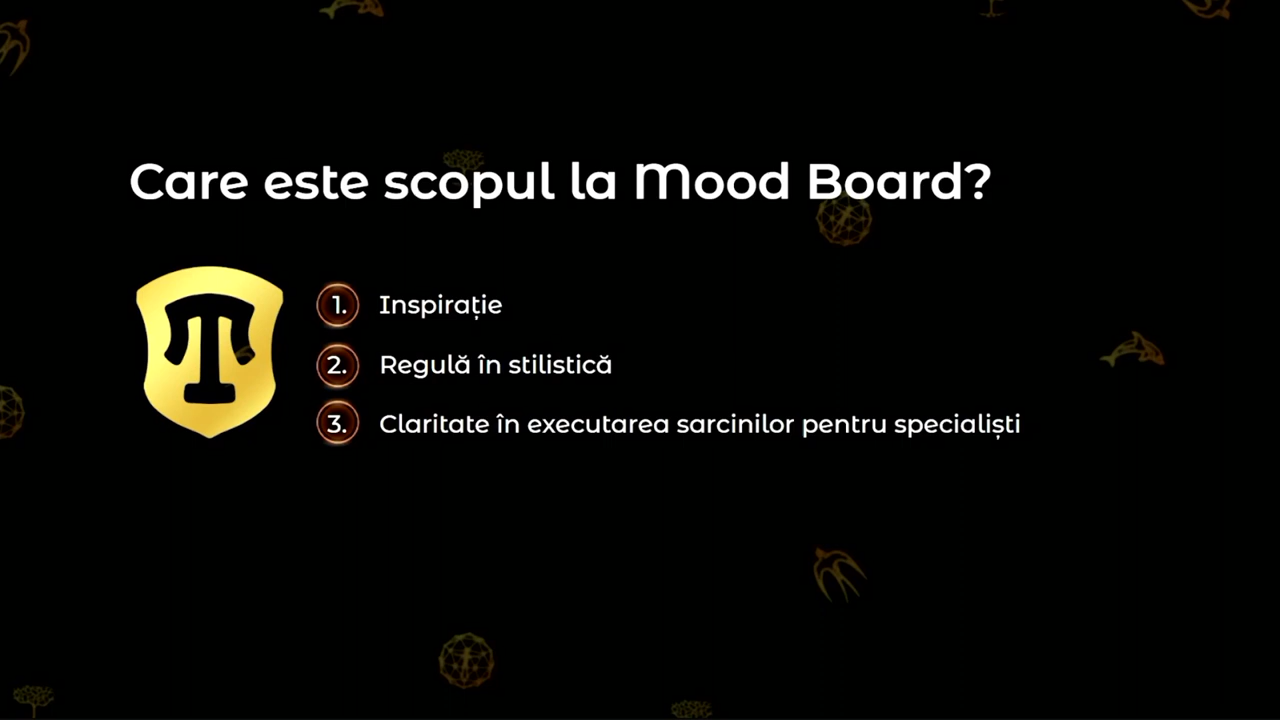 Care este scopul la Mood Board?
1. Inspirație
2. Regulă în stilistică
3. Claritate în executarea sarcinilor pentru specialiști